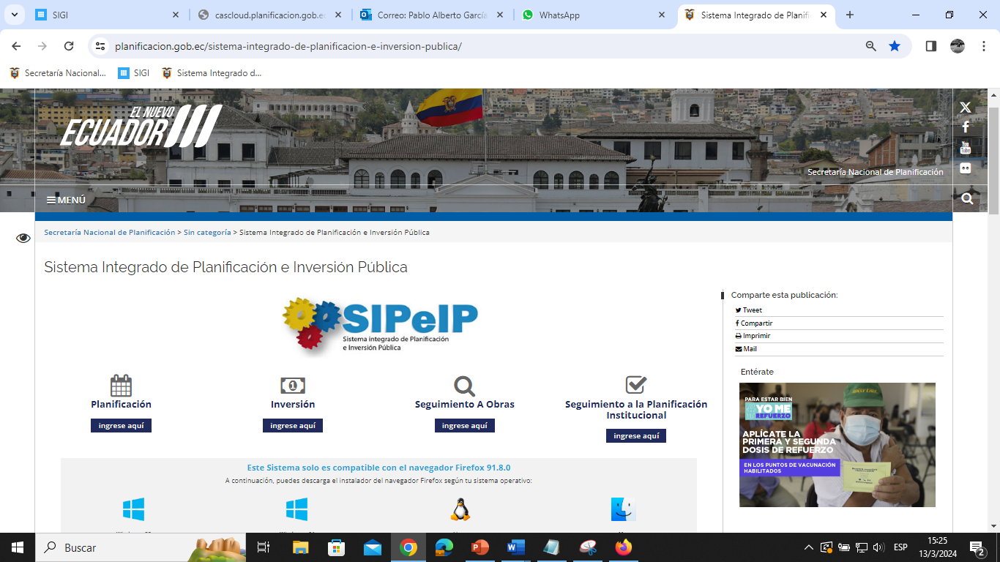 SIGI
cascloud.planificacion.gob.e
Correo: Pablo Alberto Garcí
WhatsApp
Sistema Integrado de Planifi
planificacion.gob.ec/sistema-integrado-de-planificacion-e-inversion-publica/
Secretaría Nacional...
SIGI
Sistema Integrado d...
EL NUEVO
ECUADOR
Secretaría Nacional de Planificación
MENÚ
Secretaría Nacional de Planificación > Sin categoría > Sistema Integrado de Planificación e Inversión Pública
Sistema Integrado de Planificación e Inversión Pública
SIPeIP
Sistema integrado de Planificación
e Inversión Pública
Comparte esta publicación:
Tweet
Compartir
Imprimir
Mail
Planificación
ingrese aquí
Inversión
ingrese aquí
Seguimiento A Obras
ingrese aquí
Seguimiento a la Planificación
Institucional
ingrese aquí
Entérate
PARA ESTAR BIEN
YO ME
REFUERZO
APLÍCATE LA
PRIMERA Y SEGUNDA
DOSIS DE REFUERZO
EN LOS PUNTOS DE VACUNACIÓN
HABILITADOS
Este Sistema solo es compatible con el navegador Firefox 91.8.0
A continuación, puedes descarga el instalador del navegador Firefox según tu sistema operativo:
Buscar
ESP
15:25
13/3/2024
2